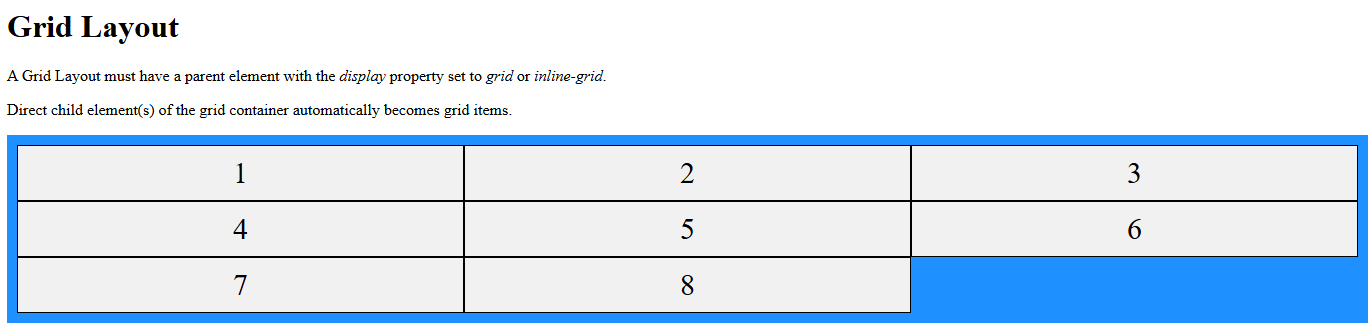 Grid Layout
A Grid Layout must have a parent element with the display property set to grid or inline-grid.
Direct child element(s) of the grid container automatically becomes grid items.
1 2 3
4 5 6
7 8